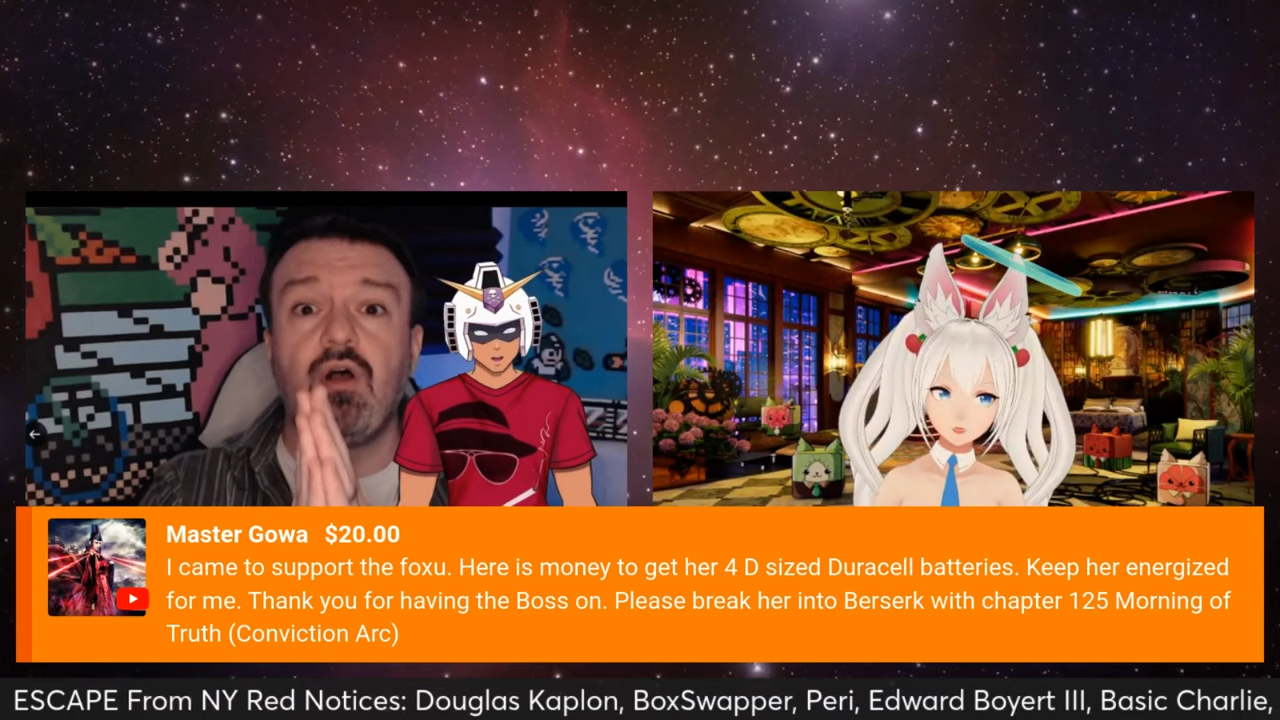 Master Gowa $20.00
I came to support the foxu. Here is money to get her 4 D sized Duracell batteries. Keep her energized
for me. Thank you for having the Boss on. Please break her into Berserk with chapter 125 Morning of
Truth (Conviction Arc)
ESCAPE From NY Red Notices: Douglas Kaplon, BoxSwapper, Peri, Edward Boyert III, Basic Charlie,